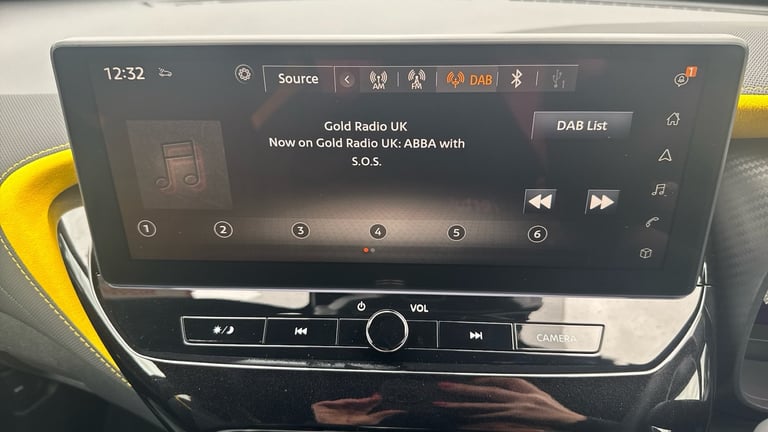 12:32
Source
AM
FM
DAB
1
Gold Radio UK
Now on Gold Radio UK: ABBA with
S.O.S.
DAB List
1
2
3
4
5
6
VOL
CAMERA